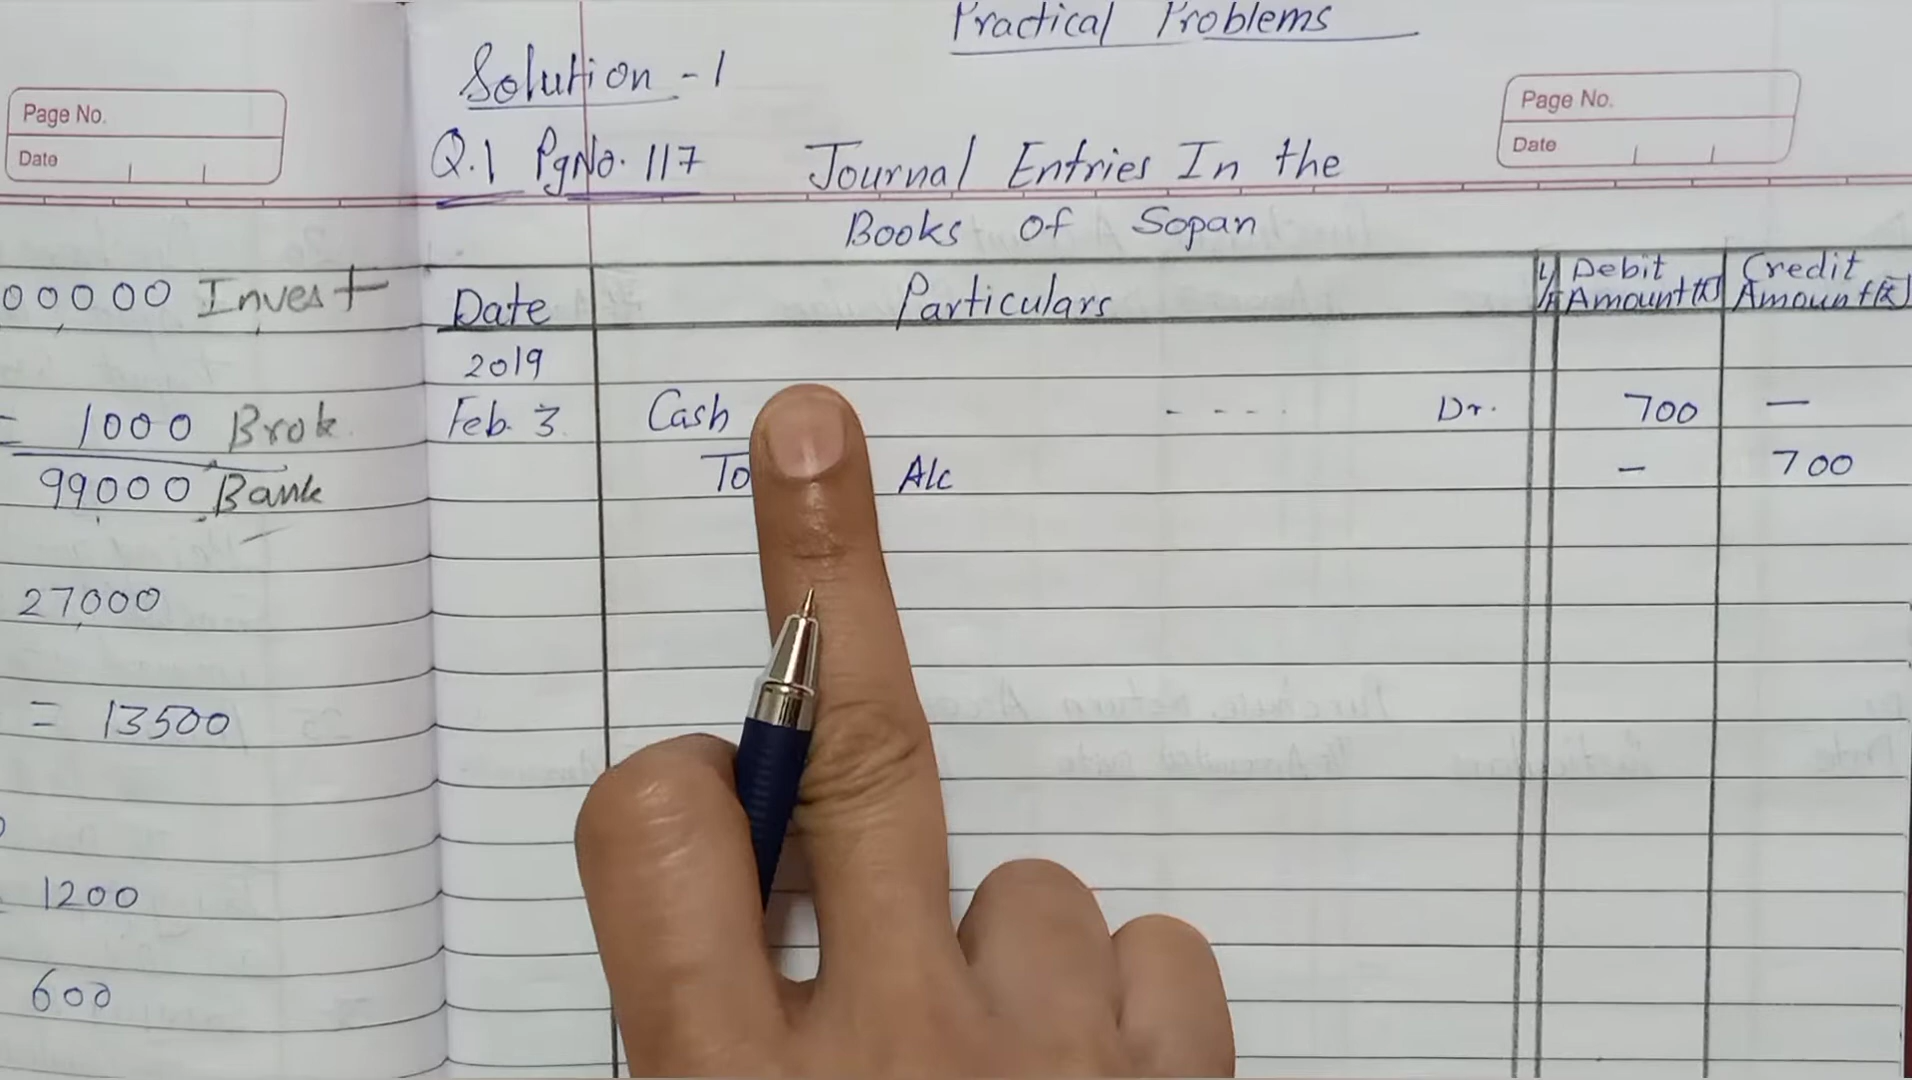 Practical Problems
Solution - 1
Page No.
Date
Page No.
Date
Q.1 PgNo. 117 Journal Entries In the
Books of Sopan
00000 Invest
= 1000 Brok.
99000 Bank
27000
= 13500
1200
600
Date Particulars L/F Debit Amount (₹) Credit Amount (₹)
2019
Feb. 3. Cash - - - - Dr. 700 —
To A/c — 700